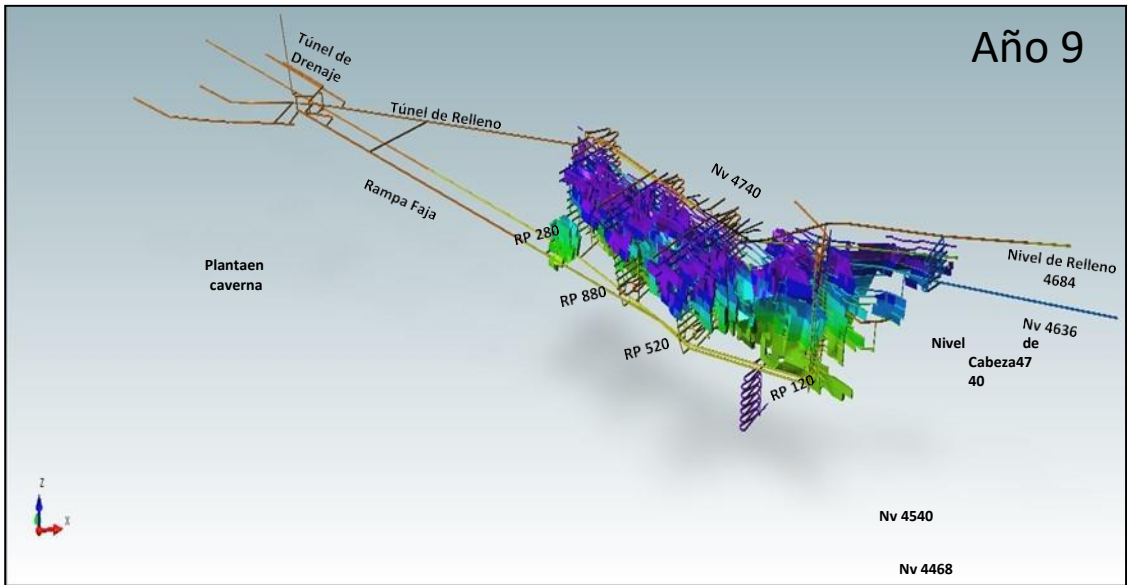 Año 9
Túnel de
Drenaje
Túnel de Relleno
Nv 4740
Rampa Faja
RP 280
Plantaen
caverna
Nivel de Relleno
4684
RP 880
Nv 4636
RP 520
Nivel
de
Cabeza47
40
RP 120
Z
X
Nv 4540
Nv 4468